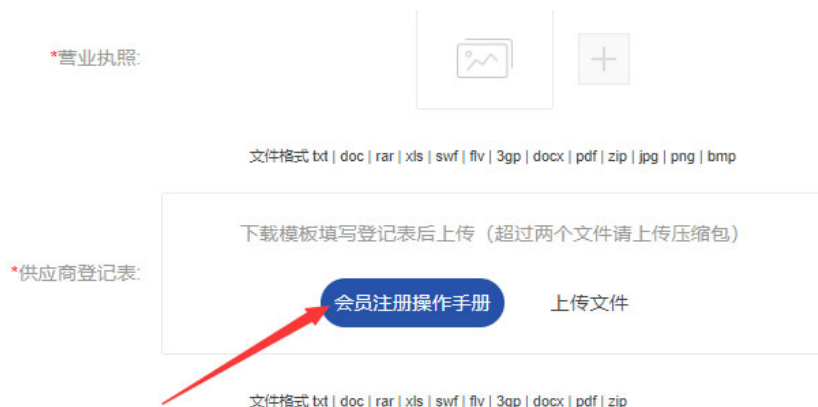 *营业执照:
文件格式 txt | doc | rar | xls | swf | flv | 3gp | docx | pdf | zip | jpg | png | bmp
下载模板填写登记表后上传（超过两个文件请上传压缩包）
*供应商登记表:
会员注册操作手册 上传文件
文件格式 txt | doc | rar | xls | swf | flv | 3gp | docx | pdf | zip